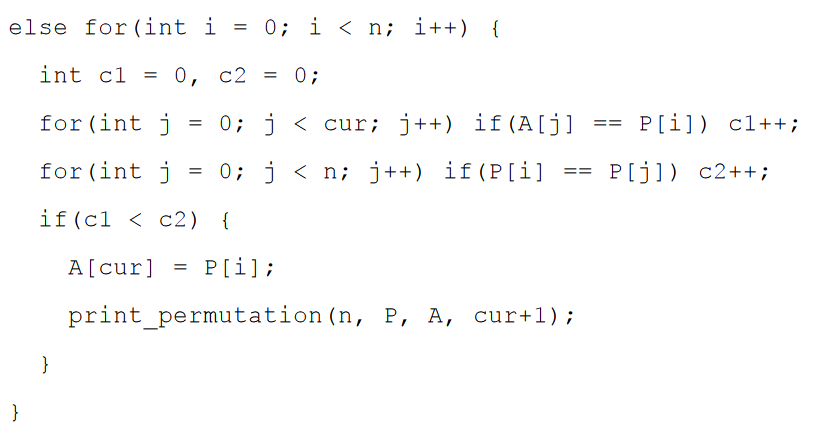 else for(int i = 0; i < n; i++) {
int c1 = 0, c2 = 0;
for(int j = 0; j < cur; j++) if(A[j] == P[i]) c1++;
for(int j = 0; j < n; j++) if(P[i] == P[j]) c2++;
if(c1 < c2) {
A[cur] = P[i];
print_permutation(n, P, A, cur+1);
}
}